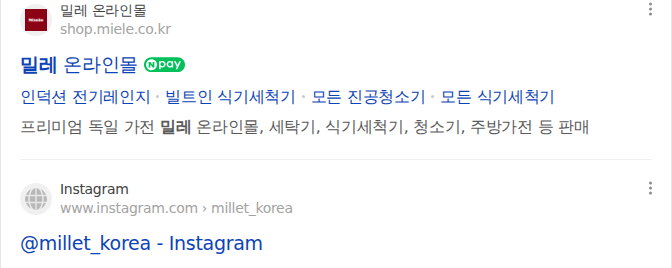 Miele
밀레 온라인몰
shop.miele.co.kr
밀레 온라인몰 N pay
인덕션 전기레인지 · 빌트인 식기세척기 · 모든 진공청소기 · 모든 식기세척기
프리미엄 독일 가전 밀레 온라인몰, 세탁기, 식기세척기, 청소기, 주방가전 등 판매
Instagram
www.instagram.com › millet_korea
@millet_korea - Instagram